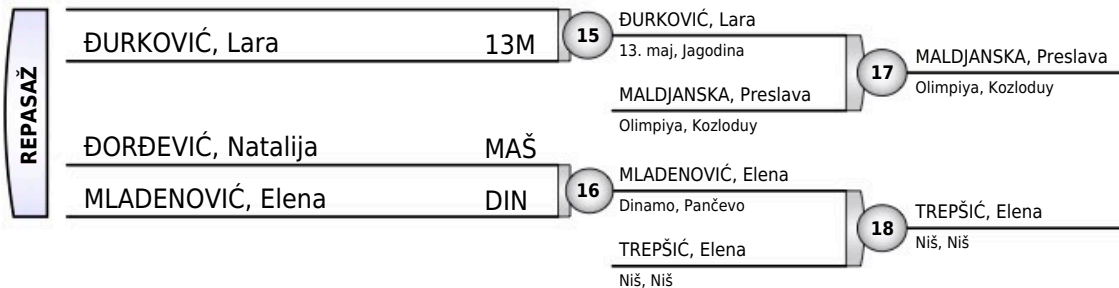 REPASAŽ
ĐURKOVIĆ, Lara 13M
15
ĐURKOVIĆ, Lara
13. maj, Jagodina
MALDJANSKA, Preslava
Olimpiya, Kozloduy
17
MALDJANSKA, Preslava
Olimpiya, Kozloduy
ĐORĐEVIĆ, Natalija MAŠ
MLADENOVIĆ, Elena DIN
16
MLADENOVIĆ, Elena
Dinamo, Pančevo
TREPŠIĆ, Elena
Niš, Niš
18
TREPŠIĆ, Elena
Niš, Niš